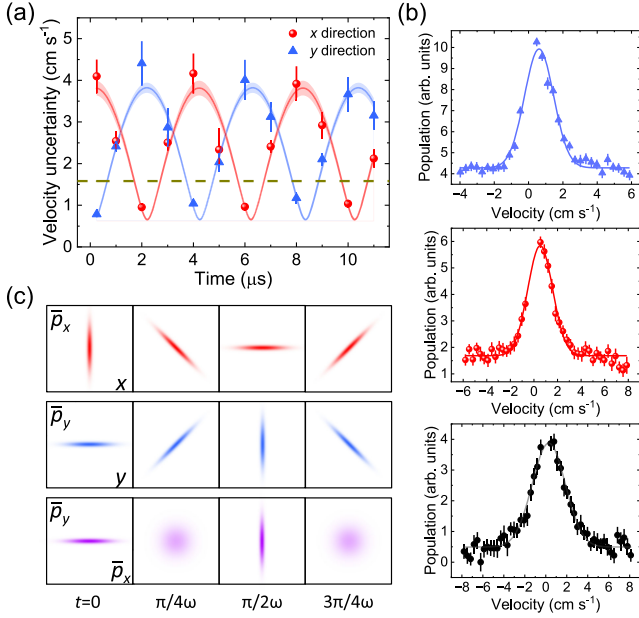 (a)
x direction
y direction
Velocity uncertainty (cm s⁻¹)
5
4
3
2
1
0
0 2 4 6 8 10
Time (μs)
(b)
Population (arb. units)
10
9
8
7
6
5
4
-4 -2 0 2 4 6
Velocity (cm s⁻¹)
Population (arb. units)
6
5
4
3
2
1
-6 -4 -2 0 2 4 6 8
Velocity (cm s⁻¹)
Population (arb. units)
4
3
2
1
0
-8 -6 -4 -2 0 2 4 6 8
Velocity (cm s⁻¹)
(c)
p̅ₓ
x
p̅ᵧ
y
p̅ᵧ
p̅ₓ
t=0 π/4ω π/2ω 3π/4ω